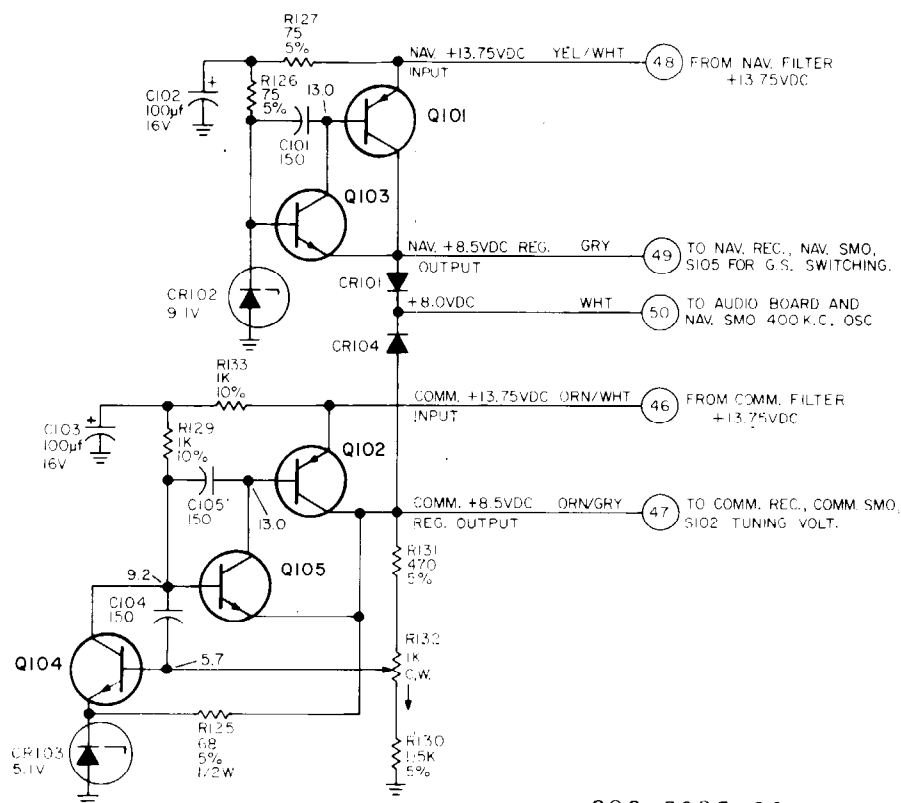 R127
75
5%
NAV. +13.75VDC YEL/WHT
INPUT
48
FROM NAV. FILTER
+13.75VDC
C102
100µf
16V
+
R126
75
5%
13.0
Q101
C101
150
Q103
NAV. +8.5VDC REG. GRY
OUTPUT
49
TO NAV. REC., NAV. SMO,
S105 FOR G.S. SWITCHING.
CR101
CR102
9.1V
+8.0VDC WHT
50
TO AUDIO BOARD AND
NAV. SMO 400 K.C. OSC
CR104
R133
1K
10%
COMM. +13.75VDC ORN/WHT
INPUT
46
FROM COMM. FILTER
+13.75VDC
C103
100µf
16V
+
R129
1K
10%
Q102
C105
150
13.0
COMM. +8.5VDC ORN/GRY
REG. OUTPUT
47
TO COMM. REC., COMM. SMO,
S102 TUNING VOLT.
R131
470
5%
9.2
Q105
C104
150
R132
1K
C.W.
Q104
5.7
R125
68
5%
1/2W
R130
1.5K
5%
CR103
5.1V